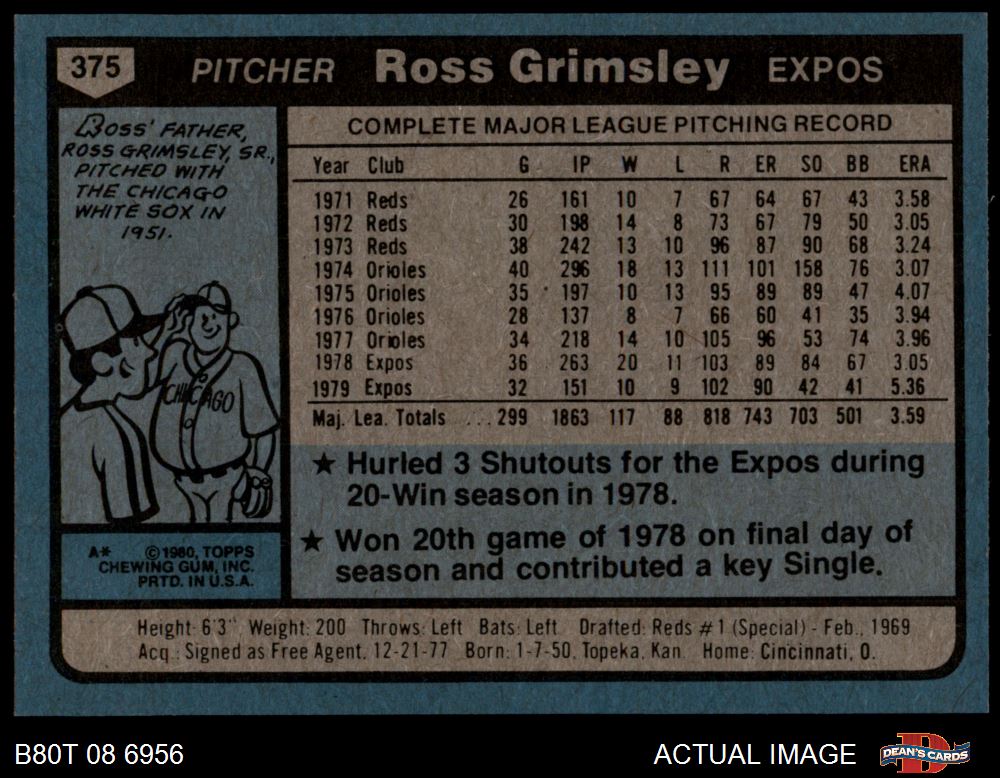 375 PITCHER Ross Grimsley EXPOS
ROSS' FATHER,
ROSS GRIMSLEY, SR.,
PITCHED WITH
THE CHICAGO
WHITE SOX IN
1951.
CHICAGO
COMPLETE MAJOR LEAGUE PITCHING RECORD
Year Club G IP W L R ER SO BB ERA
1971 Reds 26 161 10 7 67 64 67 43 3.58
1972 Reds 30 198 14 8 73 67 79 50 3.05
1973 Reds 38 242 13 10 96 87 90 68 3.24
1974 Orioles 40 296 18 13 111 101 158 76 3.07
1975 Orioles 35 197 10 13 95 89 89 47 4.07
1976 Orioles 28 137 8 7 66 60 41 35 3.94
1977 Orioles 34 218 14 10 105 96 53 74 3.96
1978 Expos 36 263 20 11 103 89 84 67 3.05
1979 Expos 32 151 10 9 102 90 42 41 5.36
Maj. Lea. Totals ... 299 1863 117 88 818 743 703 501 3.59
★ Hurled 3 Shutouts for the Expos during
20-Win season in 1978.
★ Won 20th game of 1978 on final day of
season and contributed a key Single.
A* © 1980, TOPPS
CHEWING GUM, INC.
PRTD. IN U.S.A.
Height: 6'3" Weight: 200 Throws: Left Bats: Left Drafted: Reds #1 (Special) - Feb., 1969
Acq.: Signed as Free Agent, 12-21-77 Born: 1-7-50, Topeka, Kan. Home: Cincinnati, O.
B80T 08 6956 ACTUAL IMAGE DEAN'S CARDS